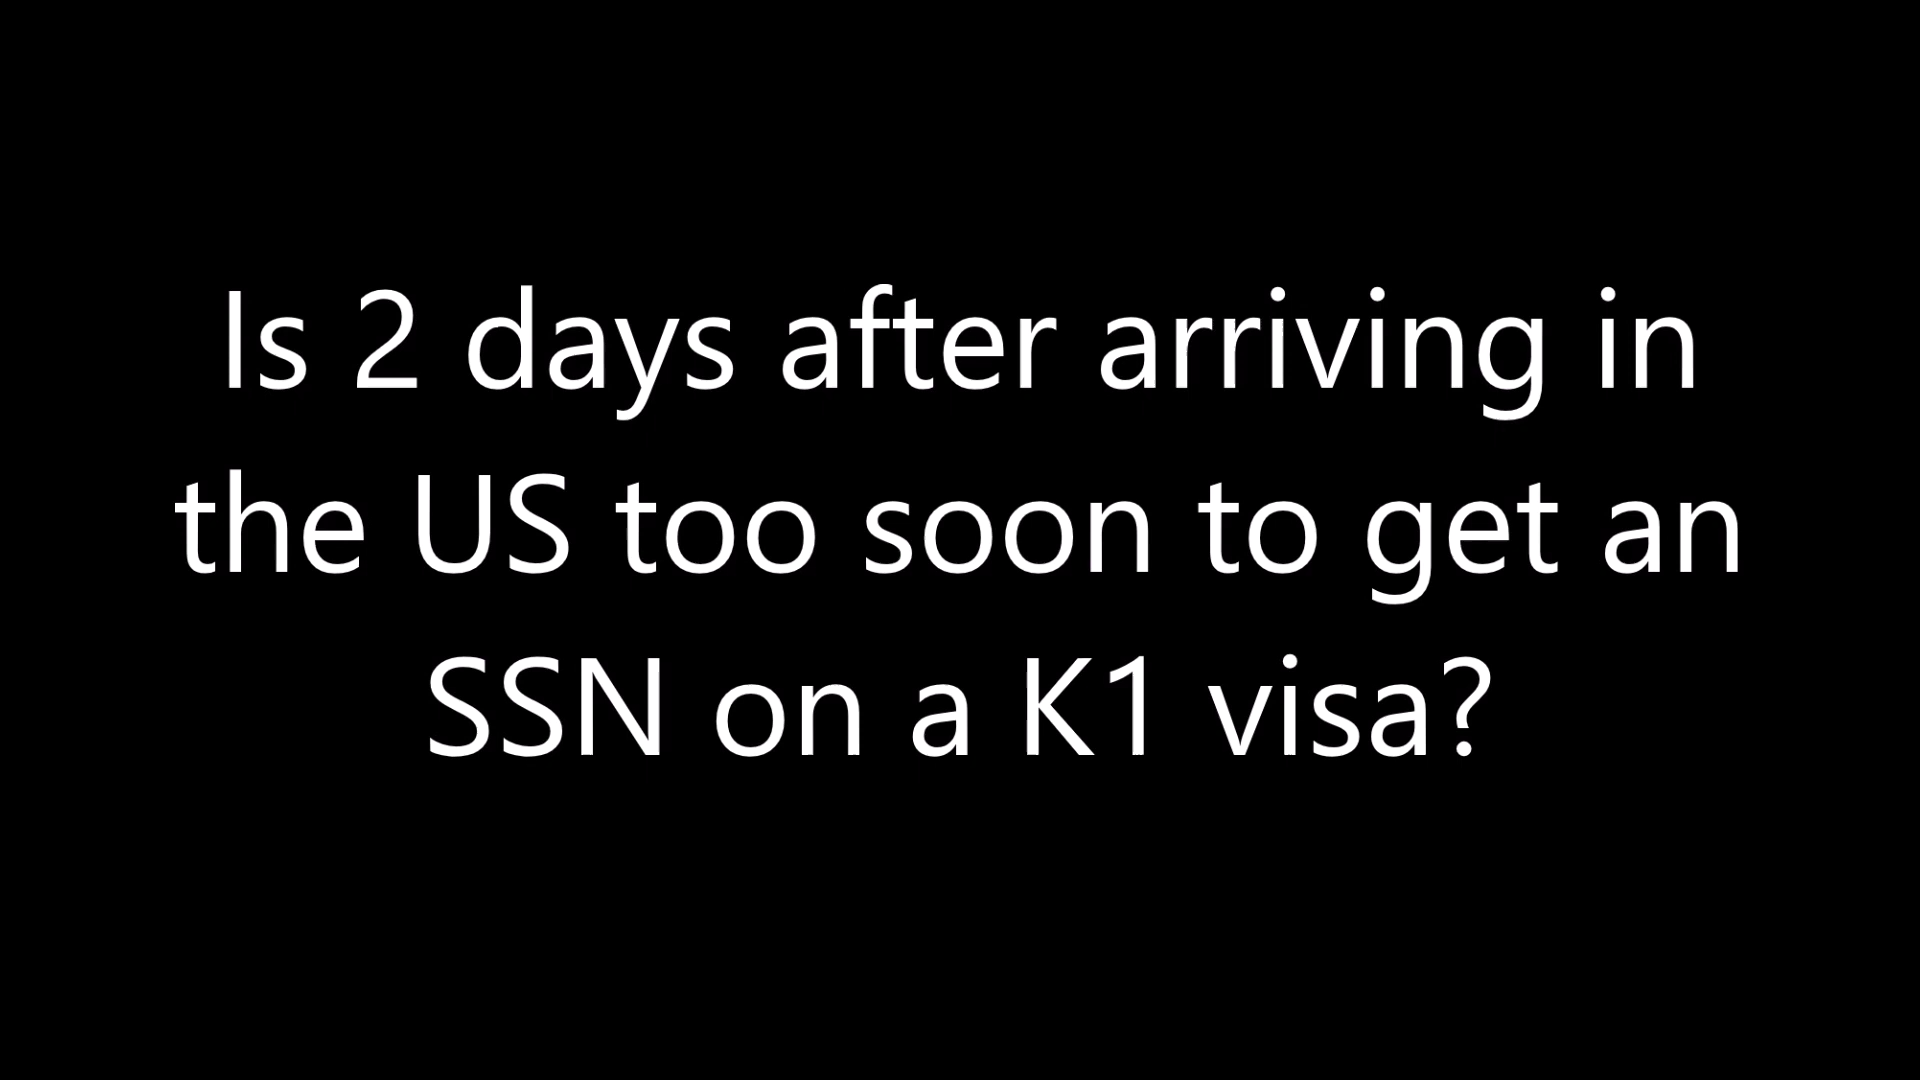 Is 2 days after arriving in
the US too soon to get an
SSN on a K1 visa?